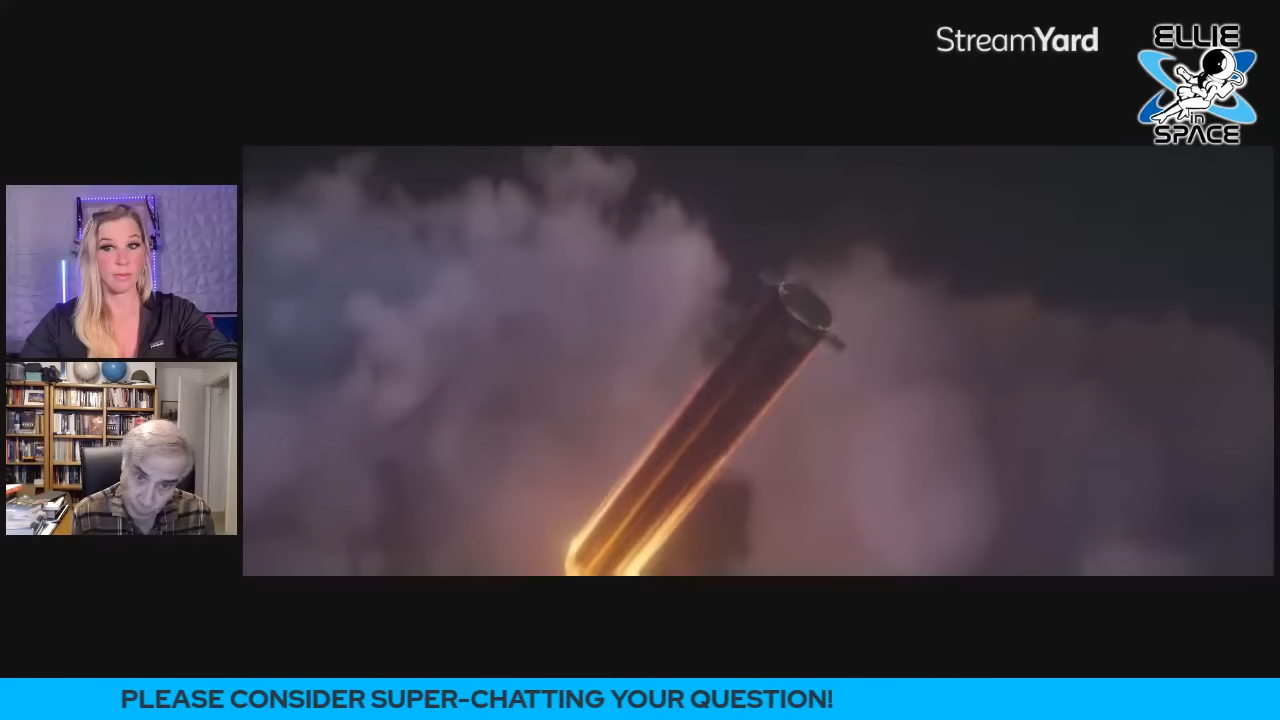 StreamYard
ELLIE
in
SPACE
PLEASE CONSIDER SUPER-CHATTING YOUR QUESTION!